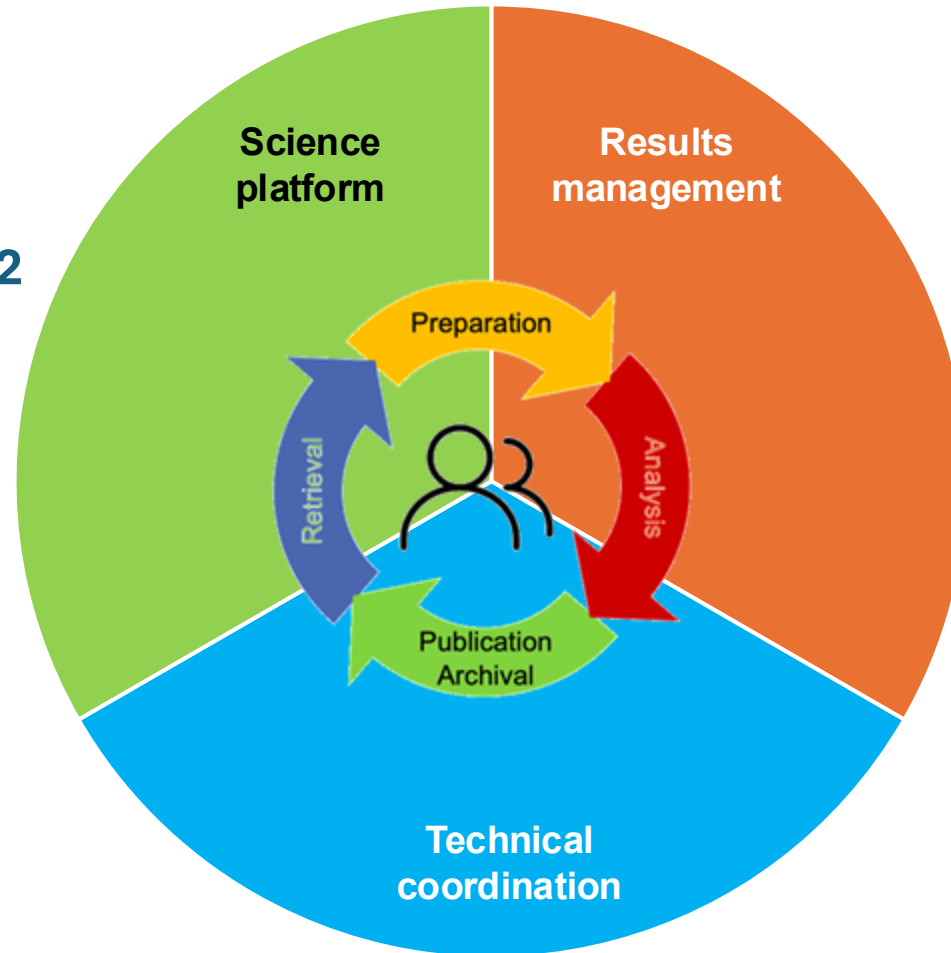 Science
platform
Results
management
2
Preparation
Retrieval
Analysis
Publication
Archival
Technical
coordination